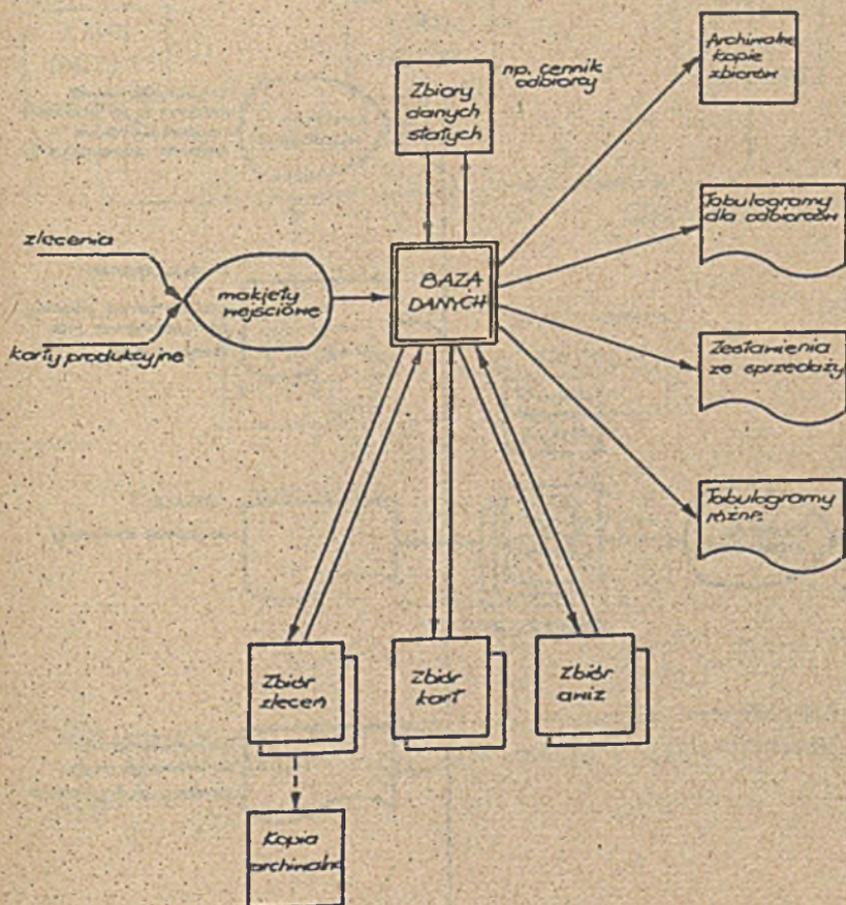 Zbiory
danych
stałych
np. cennik
odbiorcy
Archiwalne
kopie
zbiorów
Tabulogramy
dla odbiorców
zlecenia
makiety
wejściowe
karty produkcyjne
BAZA
DANYCH
Zestawienia
ze sprzedaży
Tabulogramy
różne
Zbiór
zleceń
Zbiór
kart
Zbiór
awiz
Kopia
archiwalna